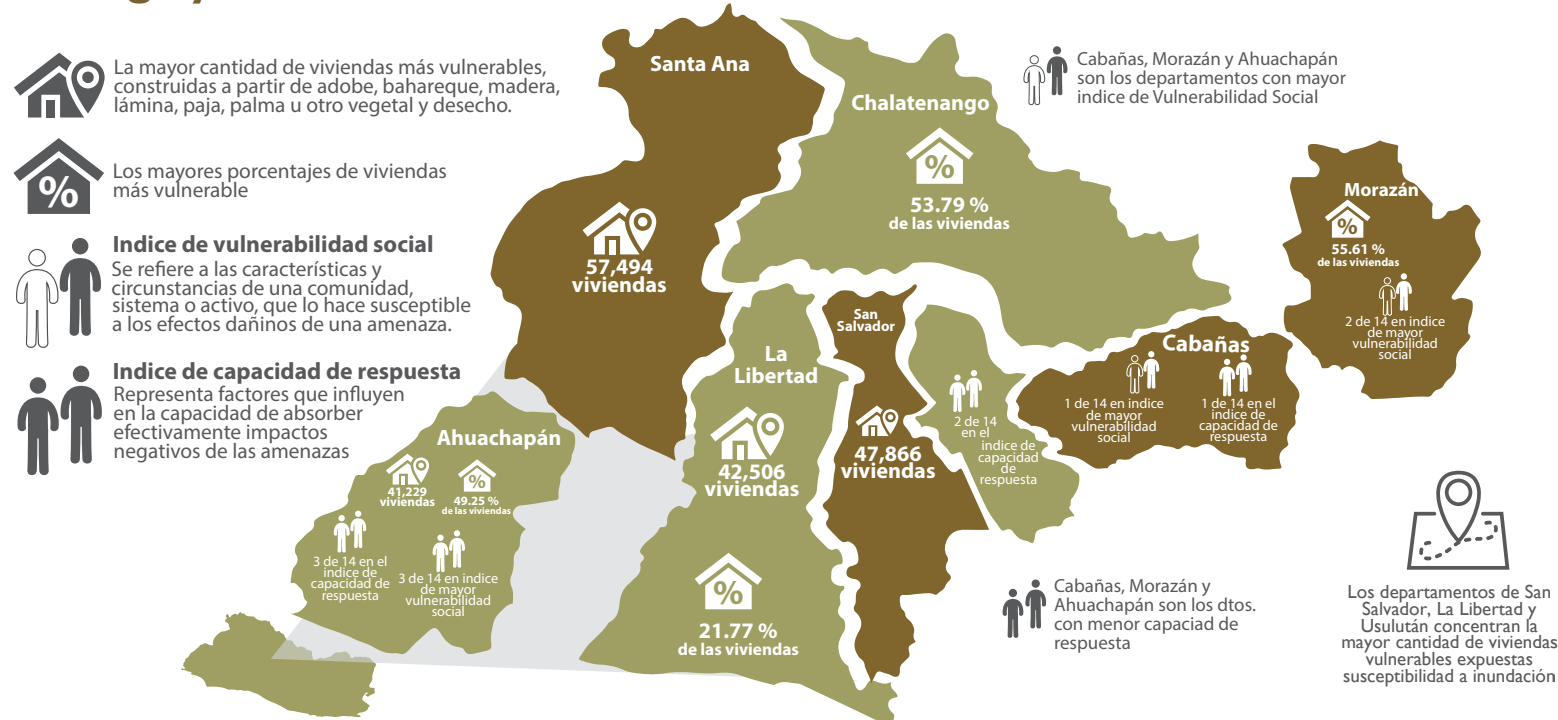 La mayor cantidad de viviendas más vulnerables,
construidas a partir de adobe, bahareque, madera,
lámina, paja, palma u otro vegetal y desecho.
%
Los mayores porcentajes de viviendas
más vulnerable
Indice de vulnerabilidad social
Se refiere a las características y
circunstancias de una comunidad,
sistema o activo, que lo hace susceptible
a los efectos dañinos de una amenaza.
Indice de capacidad de respuesta
Representa factores que influyen
en la capacidad de absorber
efectivamente impactos
negativos de las amenazas
Santa Ana
57,494
viviendas
Chalatenango
%
53.79 %
de las viviendas
Cabañas, Morazán y Ahuachapán
son los departamentos con mayor
indice de Vulnerabilidad Social
Morazán
%
55.61 %
de las viviendas
2 de 14 en indice
de mayor
vulnerabilidad
social
Ahuachapán
41,229
viviendas
%
49.25 %
de las viviendas
3 de 14 en el
indice de
capacidad de
respuesta
3 de 14 en indice
de mayor
vulnerabilidad
social
La
Libertad
42,506
viviendas
%
21.77 %
de las viviendas
San
Salvador
47,866
viviendas
2 de 14
en el
indice de
capacidad
de
respuesta
Cabañas
1 de 14 en indice
de mayor
vulnerabilidad
social
1 de 14 en el
indice de
capacidad de
respuesta
Cabañas, Morazán y
Ahuachapán son los dtos.
con menor capaciad de
respuesta
Los departamentos de San
Salvador, La Libertad y
Usulután concentran la
mayor cantidad de viviendas
vulnerables expuestas
susceptibilidad a inundación